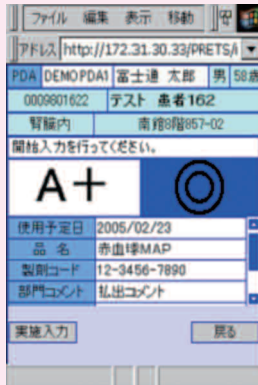 ファイル 編集 表示 移動
アドレス http://172.31.30.33/PRETS/
PDA DEMOPDA1 富士通 太郎 男 58歳
0009801622 テスト 患者162
腎臓内 南館8階857-02
開始入力を行ってください。
A+ ◎
使用予定日 2005/02/23
品 名 赤血球MAP
製剤コード 12-3456-7890
部門コメント 払出コメント
実施入力 戻る